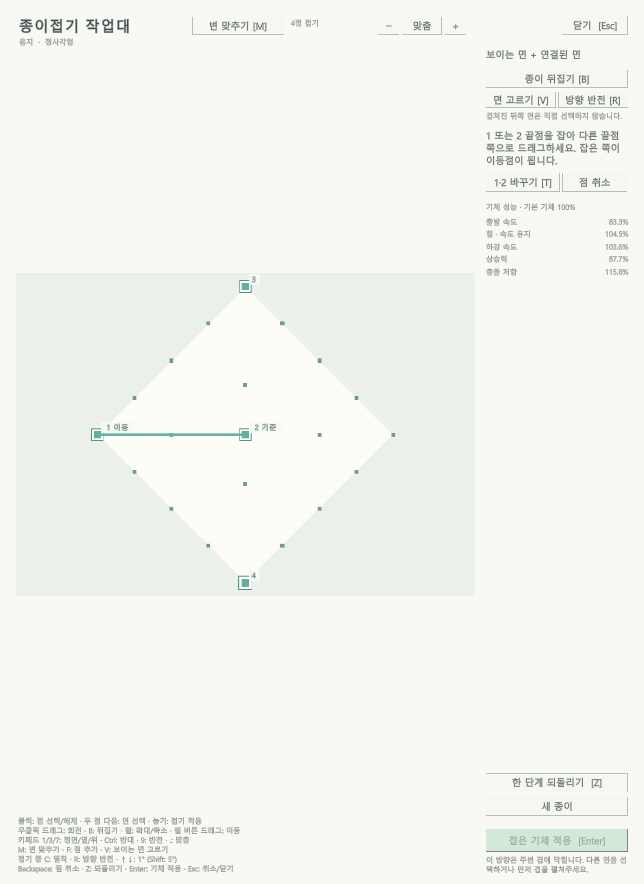 종이접기 작업대
용지 · 정사각형
변 맞추기 [M]
4점 접기
−
맞춤
+
닫기 [Esc]
보이는 면 + 연결된 면
종이 뒤집기 [B]
면 고르기 [V]
방향 반전 [R]
겹쳐진 뒤쪽 면은 직접 선택하지 않습니다.
1 또는 2 끝점을 잡아 다른 끝점
쪽으로 드래그하세요. 잡은 쪽이
이동점이 됩니다.
1·2 바꾸기 [T]
점 취소
기체 성능 · 기본 기체 100%
출발 속도 83.3%
힘 · 속도 유지 104.5%
하강 속도 103.6%
상승력 87.7%
충돌 저항 115.8%
3
1 이동
2 기준
4
한 단계 되돌리기 [Z]
새 종이
접은 기체 적용 [Enter]
이 방향은 주변 겹에 막힙니다. 다른 면을 선
택하거나 먼저 겹을 펼쳐주세요.
클릭: 점 선택/해제 · 두 점 다음: 면 선택 · 놓기: 접기 적용
우클릭 드래그: 회전 · B: 뒤집기 · 휠: 확대/축소 · 휠 버튼 드래그: 이동
키패드 1/3/7: 정면/옆/위 · Ctrl: 반대 · 9: 반전 · .: 맞춤
M: 변 맞추기 · F: 점 추가 · V: 보이는 면 고르기
접기 중 C: 밀착 · R: 방향 반전 · ↑ ↓: 1° (Shift: 5°)
Backspace: 점 취소 · Z: 되돌리기 · Enter: 기체 적용 · Esc: 취소/닫기